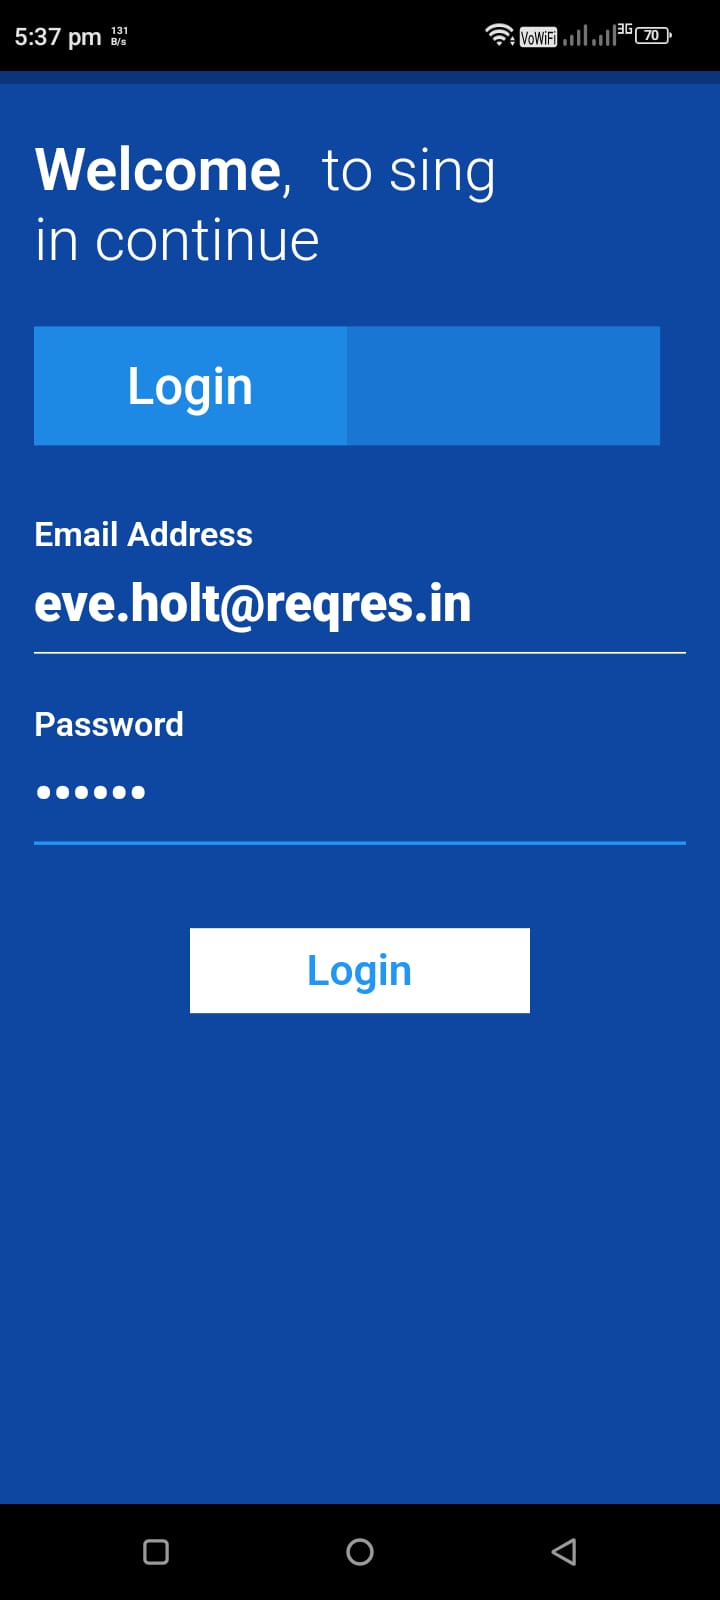 5:37 pm 131 B/s VoWiFi 3G 70
Welcome, to sing
in continue
Login
Email Address
eve.holt@reqres.in
Password
••••••
Login